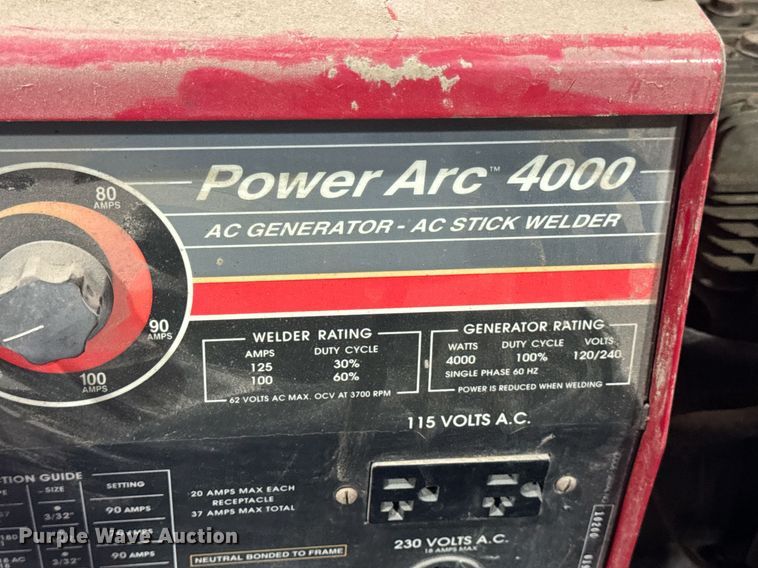 Power Arc™ 4000
AC GENERATOR - AC STICK WELDER
80
AMPS
90
AMPS
100
AMPS
WELDER RATING
AMPS DUTY CYCLE
125 30%
100 60%
62 VOLTS AC MAX. OCV AT 3700 RPM
GENERATOR RATING
WATTS DUTY CYCLE VOLTS
4000 100% 120/240
SINGLE PHASE 60 HZ
POWER IS REDUCED WHEN WELDING
115 VOLTS A.C.
GUIDE
SIZE SETTING
3/32" 90 AMPS
90 AMPS
3/32"
20 AMPS MAX EACH
RECEPTACLE
37 AMPS MAX TOTAL
NEUTRAL BONDED TO FRAME
230 VOLTS A.C.
18 AMPS MAX
Purple Wave Auction